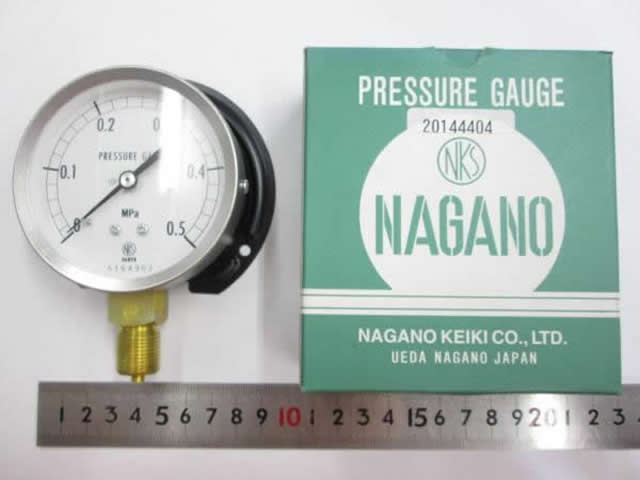 0.2
0.1
0.4
PRESSURE
0
MPa
0.5
NKS
PRESSURE GAUGE
20144404
NKS
NAGANO
NAGANO KEIKI CO., LTD.
UEDA NAGANO JAPAN
1 2 3 4 5 6 7 8 9 10 1 2 3 4 15 6 7 8 9 20 1 2 3 4